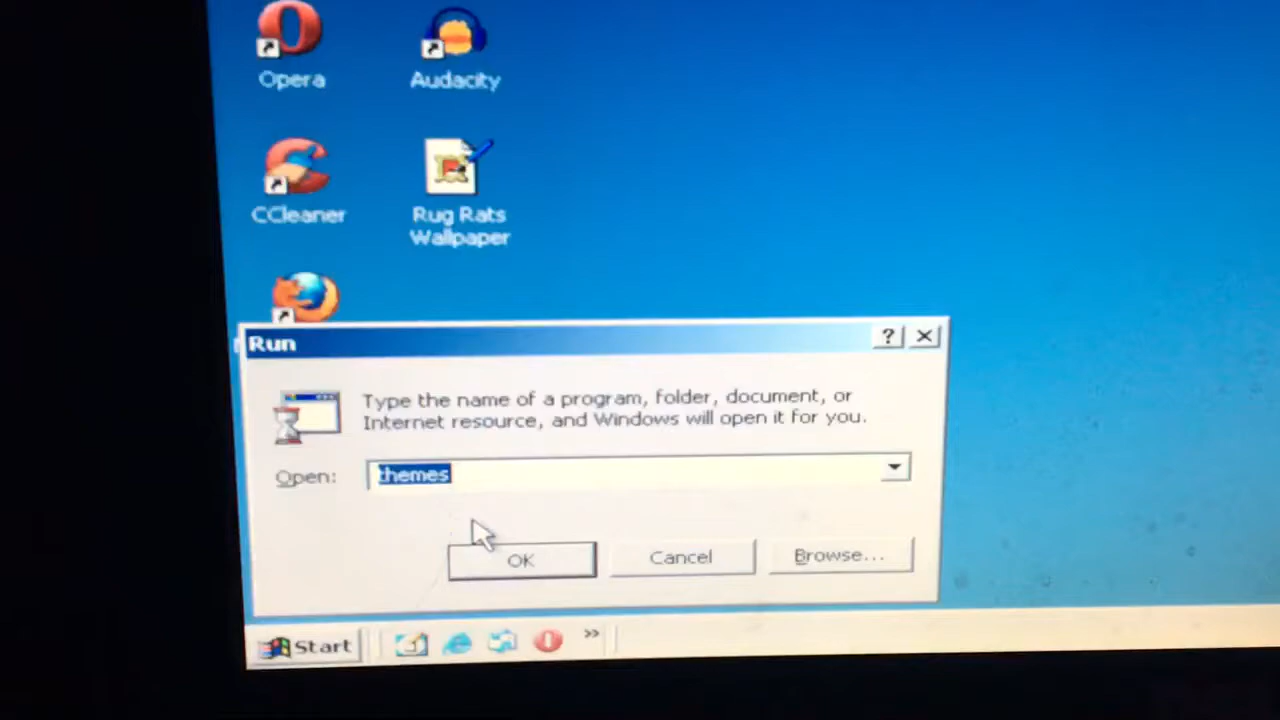 Opera
Audacity
CCleaner
Rug Rats
Wallpaper
Run
Type the name of a program, folder, document, or
Internet resource, and Windows will open it for you.
Open:
themes
OK
Cancel
Browse...
Start